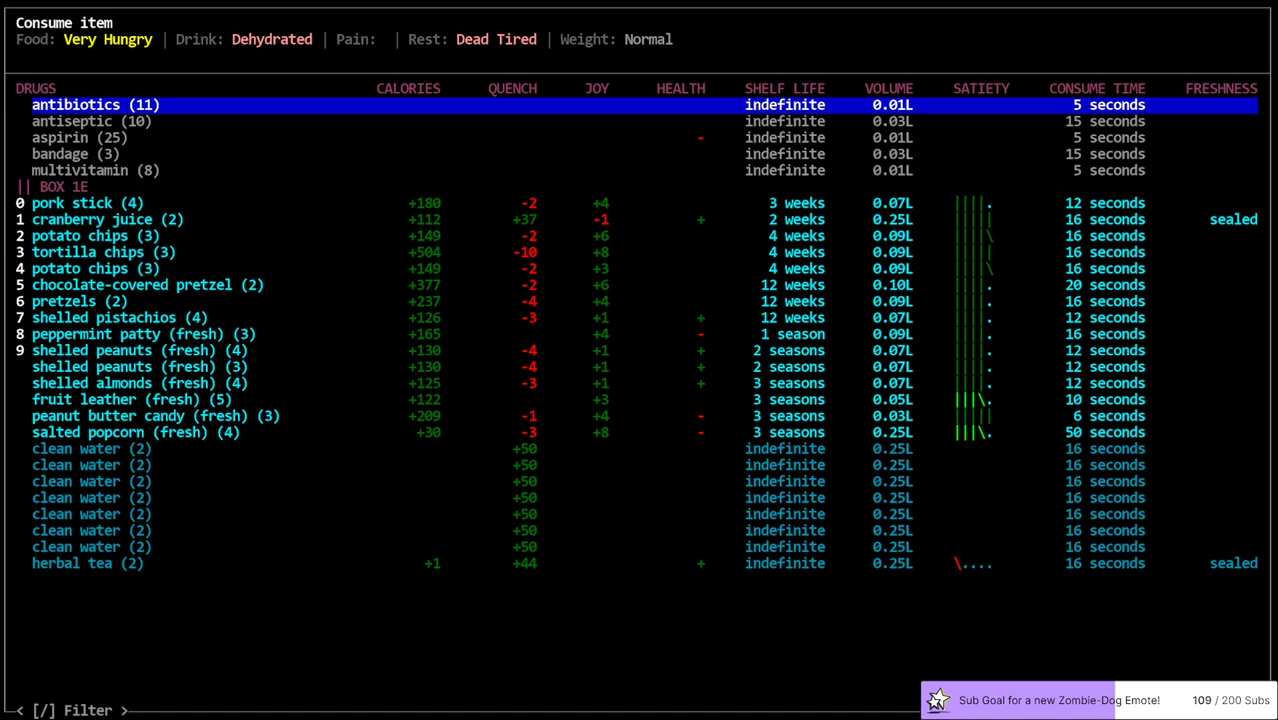 Consume item
Food: Very Hungry | Drink: Dehydrated | Pain: | Rest: Dead Tired | Weight: Normal
DRUGS CALORIES QUENCH JOY HEALTH SHELF LIFE VOLUME SATIETY CONSUME TIME FRESHNESS
antibiotics (11) indefinite 0.01L 5 seconds
antiseptic (10) indefinite 0.03L 15 seconds
aspirin (25) - indefinite 0.01L 5 seconds
bandage (3) indefinite 0.03L 15 seconds
multivitamin (8) indefinite 0.01L 5 seconds
|| BOX 1E
0 pork stick (4) +180 -2 +4 3 weeks 0.07L ||||. 12 seconds
1 cranberry juice (2) +112 +37 -1 + 2 weeks 0.25L ||||| 16 seconds sealed
2 potato chips (3) +149 -2 +6 4 weeks 0.09L ||||\ 16 seconds
3 tortilla chips (3) +504 -10 +8 4 weeks 0.09L ||||| 16 seconds
4 potato chips (3) +149 -2 +3 4 weeks 0.09L ||||\ 16 seconds
5 chocolate-covered pretzel (2) +377 -2 +6 12 weeks 0.10L ||||. 20 seconds
6 pretzels (2) +237 -4 +4 12 weeks 0.09L ||||. 16 seconds
7 shelled pistachios (4) +126 -3 +1 + 12 weeks 0.07L ||||. 12 seconds
8 peppermint patty (fresh) (3) +165 +4 - 1 season 0.09L ||||. 16 seconds
9 shelled peanuts (fresh) (4) +130 -4 +1 + 2 seasons 0.07L ||||. 12 seconds
shelled peanuts (fresh) (3) +130 -4 +1 + 2 seasons 0.07L ||||. 12 seconds
shelled almonds (fresh) (4) +125 -3 +1 + 3 seasons 0.07L ||||. 12 seconds
fruit leather (fresh) (5) +122 +3 3 seasons 0.05L |||\. 10 seconds
peanut butter candy (fresh) (3) +209 -1 +4 - 3 seasons 0.03L ||||| 6 seconds
salted popcorn (fresh) (4) +30 -3 +8 - 3 seasons 0.25L |||\. 50 seconds
clean water (2) +50 indefinite 0.25L 16 seconds
clean water (2) +50 indefinite 0.25L 16 seconds
clean water (2) +50 indefinite 0.25L 16 seconds
clean water (2) +50 indefinite 0.25L 16 seconds
clean water (2) +50 indefinite 0.25L 16 seconds
clean water (2) +50 indefinite 0.25L 16 seconds
clean water (2) +50 indefinite 0.25L 16 seconds
herbal tea (2) +1 +44 + indefinite 0.25L \.... 16 seconds sealed
Sub Goal for a new Zombie-Dog Emote! 109 / 200 Subs
< [/] Filter >